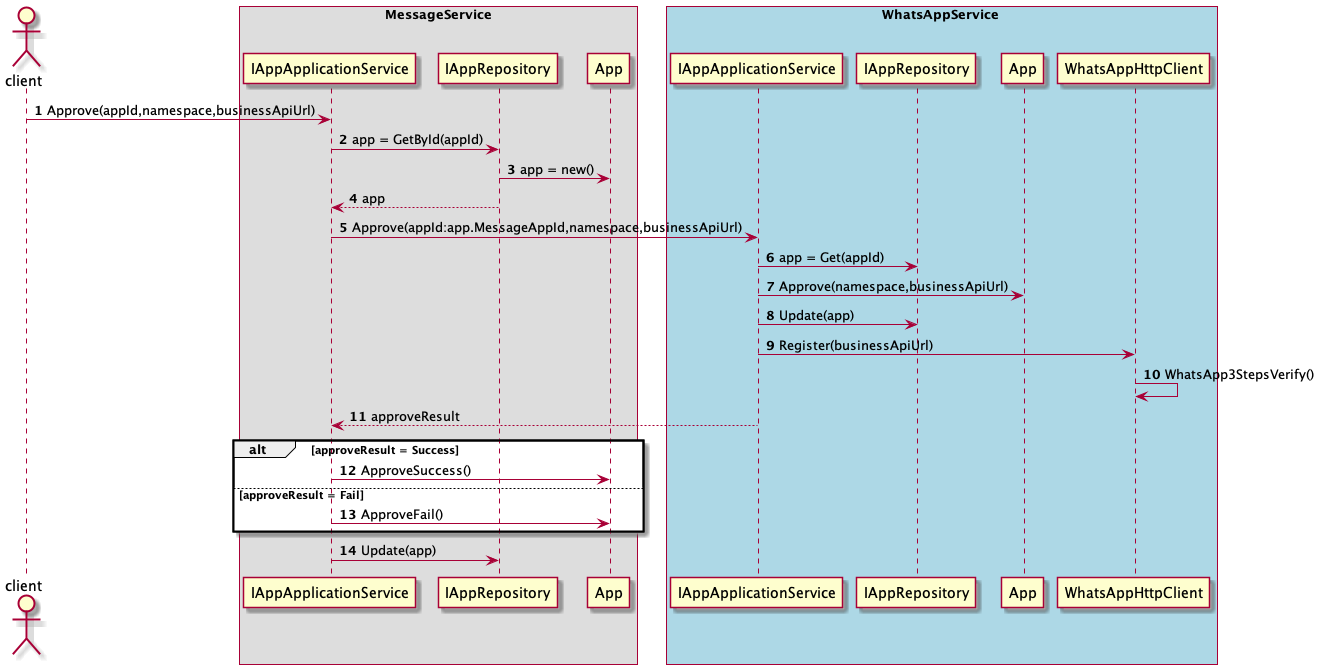 MessageService
WhatsAppService
client
IAppApplicationService
IAppRepository
App
IAppApplicationService
IAppRepository
App
WhatsAppHttpClient
1 Approve(appId,namespace,businessApiUrl)
2 app = GetById(appId)
3 app = new()
4 app
5 Approve(appId:app.MessageAppId,namespace,businessApiUrl)
6 app = Get(appId)
7 Approve(namespace,businessApiUrl)
8 Update(app)
9 Register(businessApiUrl)
10 WhatsApp3StepsVerify()
11 approveResult
alt [approveResult = Success]
12 ApproveSuccess()
[approveResult = Fail]
13 ApproveFail()
14 Update(app)
client
IAppApplicationService
IAppRepository
App
IAppApplicationService
IAppRepository
App
WhatsAppHttpClient